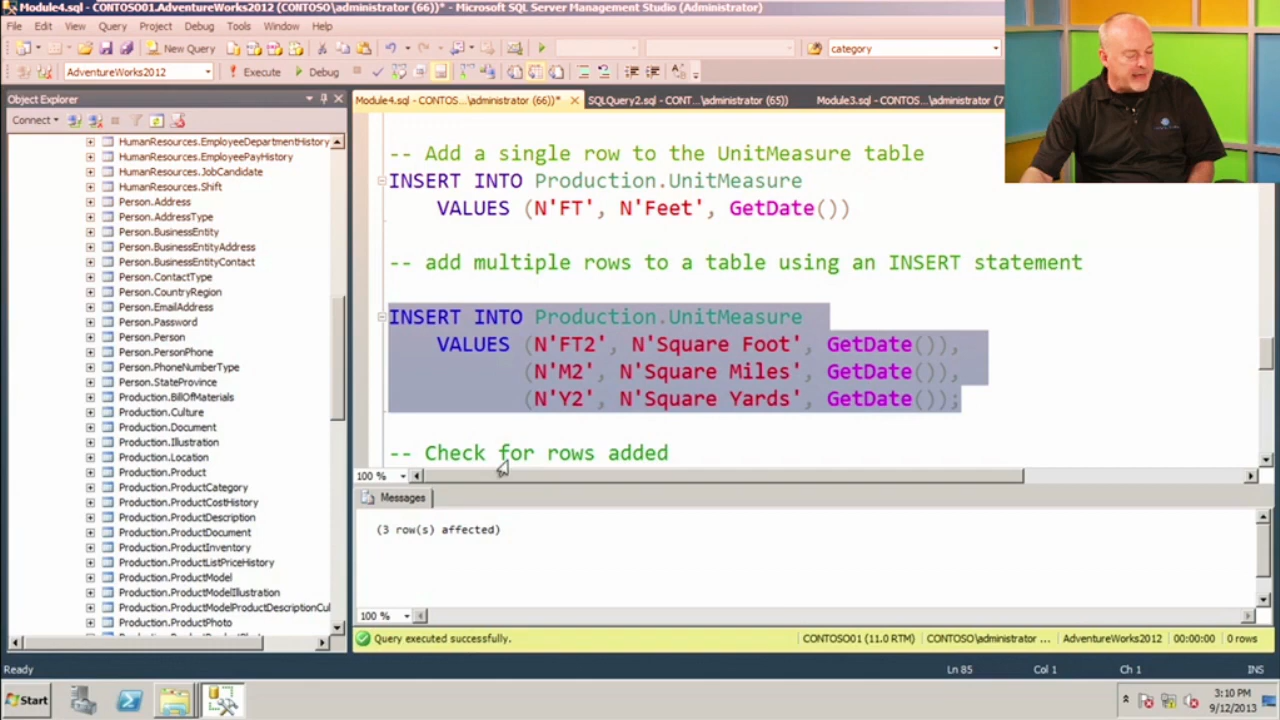 Module4.sql - CONTOSO01.AdventureWorks2012 (CONTOSO\administrator (66))* - Microsoft SQL Server Management Studio (Administrator)
File Edit View Query Project Debug Tools Window Help
New Query category
AdventureWorks2012 Execute Debug
Object Explorer
Module4.sql - CONTOS...\administrator (66))* SQLQuery2.sql - CONT...\administrator (65)) Module3.sql - CONTOS...\administrator (7
Connect
HumanResources.EmployeeDepartmentHistory
HumanResources.EmployeePayHistory
HumanResources.JobCandidate
HumanResources.Shift
Person.Address
Person.AddressType
Person.BusinessEntity
Person.BusinessEntityAddress
Person.BusinessEntityContact
Person.ContactType
Person.CountryRegion
Person.EmailAddress
Person.Password
Person.Person
Person.PersonPhone
Person.PhoneNumberType
Person.StateProvince
Production.BillOfMaterials
Production.Culture
Production.Document
Production.Illustration
Production.Location
Production.Product
Production.ProductCategory
Production.ProductCostHistory
Production.ProductDescription
Production.ProductDocument
Production.ProductInventory
Production.ProductListPriceHistory
Production.ProductModel
Production.ProductModelIllustration
Production.ProductModelProductDescriptionCul
Production.ProductPhoto
-- Add a single row to the UnitMeasure table
INSERT INTO Production.UnitMeasure
VALUES (N'FT', N'Feet', GetDate())
-- add multiple rows to a table using an INSERT statement
INSERT INTO Production.UnitMeasure
VALUES (N'FT2', N'Square Foot', GetDate()),
(N'M2', N'Square Miles', GetDate()),
(N'Y2', N'Square Yards', GetDate());
-- Check for rows added
100 %
Messages
(3 row(s) affected)
100 %
Query executed successfully. CONTOSO01 (11.0 RTM) CONTOSO\administrator ... AdventureWorks2012 00:00:00 0 rows
Ready Ln 85 Col 1 Ch 1 INS
Start 3:10 PM
9/12/2013